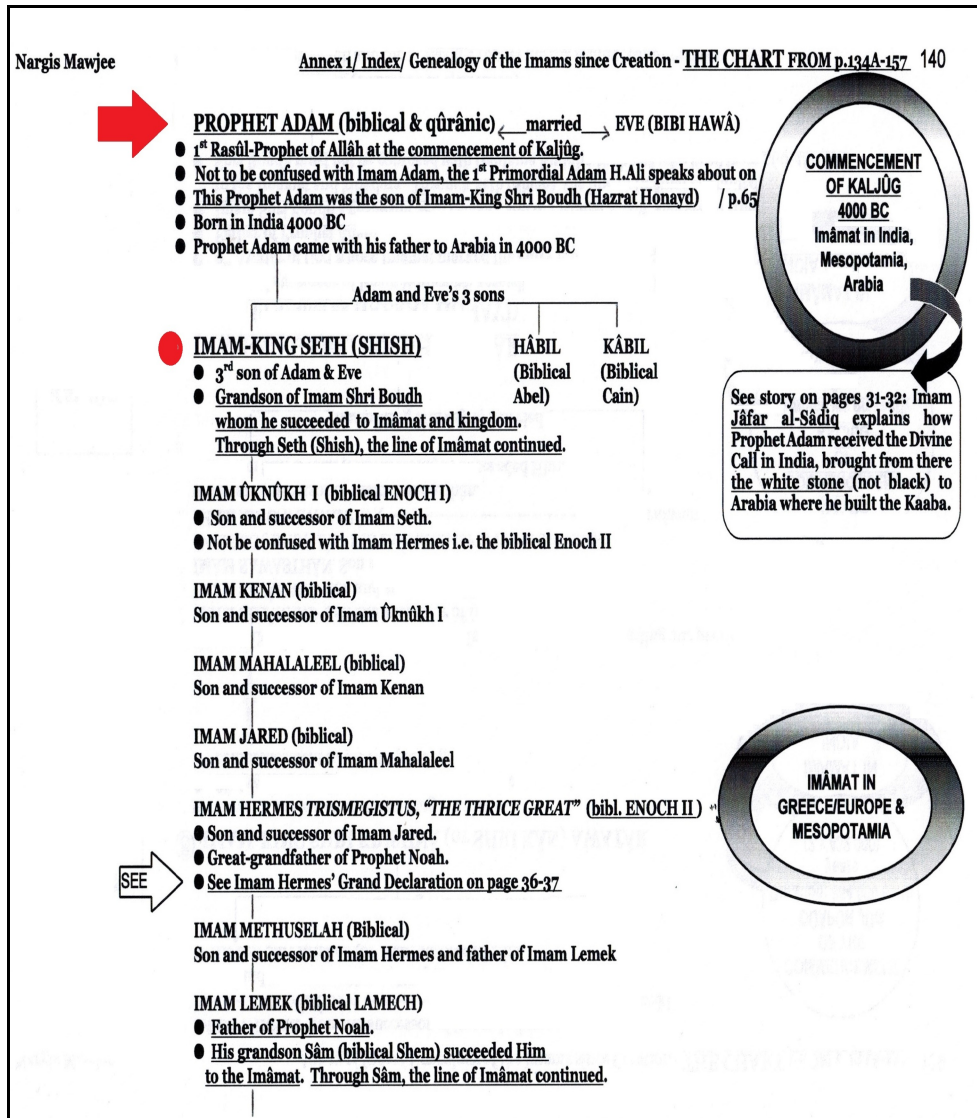 Nargis Mawjee
Annex 1/ Index/ Genealogy of the Imams since Creation - THE CHART FROM p.134A-157 140
PROPHET ADAM (biblical & qûrânic) married EVE (BIBI HAWÂ)
● 1st Rasûl-Prophet of Allâh at the commencement of Kaljûg.
● Not to be confused with Imam Adam, the 1st Primordial Adam H.Ali speaks about on
● This Prophet Adam was the son of Imam-King Shri Boudh (Hazrat Honayd) / p.65
● Born in India 4000 BC
● Prophet Adam came with his father to Arabia in 4000 BC
COMMENCEMENT
OF KALJÛG
4000 BC
Imâmat in India,
Mesopotamia,
Arabia
Adam and Eve's 3 sons
IMAM-KING SETH (SHISH)
● 3rd son of Adam & Eve
● Grandson of Imam Shri Boudh
whom he succeeded to Imâmat and kingdom.
Through Seth (Shish), the line of Imâmat continued.
HÂBIL
(Biblical
Abel)
KÂBIL
(Biblical
Cain)
See story on pages 31-32: Imam
Jâfar al-Sâdiq explains how
Prophet Adam received the Divine
Call in India, brought from there
the white stone (not black) to
Arabia where he built the Kaaba.
IMAM ÛKNÛKH I (biblical ENOCH I)
● Son and successor of Imam Seth.
● Not be confused with Imam Hermes i.e. the biblical Enoch II
IMAM KENAN (biblical)
Son and successor of Imam Ûknûkh I
IMAM MAHALALEEL (biblical)
Son and successor of Imam Kenan
IMAM JARED (biblical)
Son and successor of Imam Mahalaleel
IMAM HERMES TRISMEGISTUS, "THE THRICE GREAT" (bibl. ENOCH II)
● Son and successor of Imam Jared.
● Great-grandfather of Prophet Noah.
● See Imam Hermes' Grand Declaration on page 36-37
SEE
IMÂMAT IN
GREECE/EUROPE &
MESOPOTAMIA
IMAM METHUSELAH (Biblical)
Son and successor of Imam Hermes and father of Imam Lemek
IMAM LEMEK (biblical LAMECH)
● Father of Prophet Noah.
● His grandson Sâm (biblical Shem) succeeded Him
to the Imâmat. Through Sâm, the line of Imâmat continued.